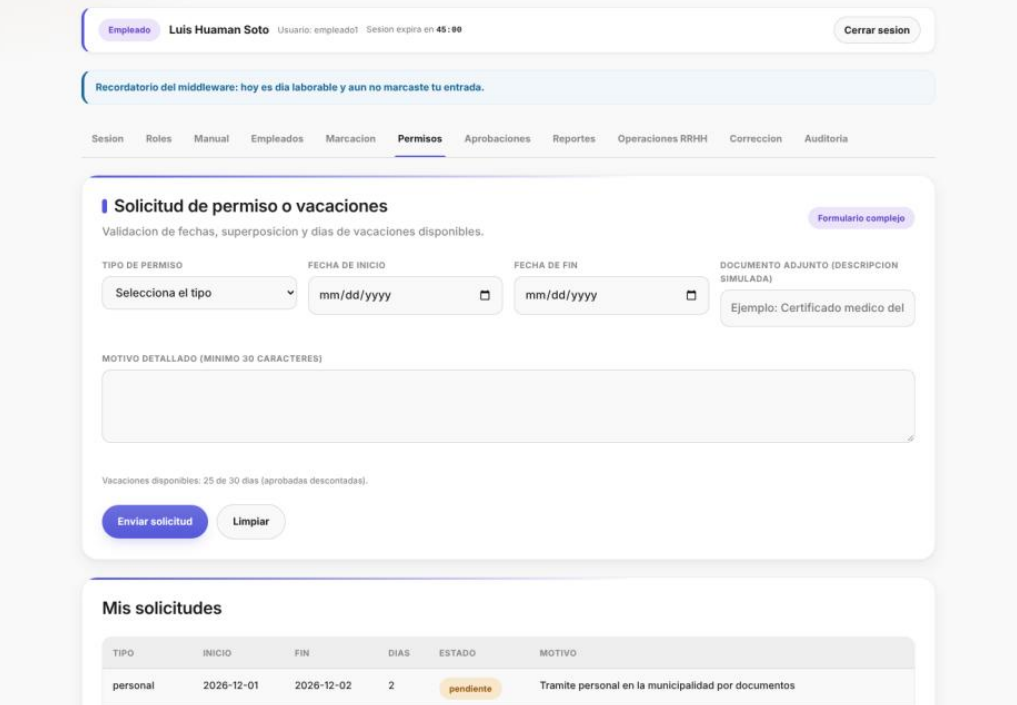 Empleado Luis Huaman Soto Usuario: empleado1 Sesion expira en 45:00 Cerrar sesion
Recordatorio del middleware: hoy es dia laborable y aun no marcaste tu entrada.
Sesion Roles Manual Empleados Marcacion Permisos Aprobaciones Reportes Operaciones RRHH Correccion Auditoria
Solicitud de permiso o vacaciones
Formulario complejo
Validacion de fechas, superposicion y dias de vacaciones disponibles.
TIPO DE PERMISO FECHA DE INICIO FECHA DE FIN DOCUMENTO ADJUNTO (DESCRIPCION
SIMULADA)
Selecciona el tipo mm/dd/yyyy mm/dd/yyyy Ejemplo: Certificado medico del
MOTIVO DETALLADO (MINIMO 30 CARACTERES)
Vacaciones disponibles: 25 de 30 dias (aprobadas descontadas).
Enviar solicitud Limpiar
Mis solicitudes
TIPO INICIO FIN DIAS ESTADO MOTIVO
personal 2026-12-01 2026-12-02 2 pendiente Tramite personal en la municipalidad por documentos